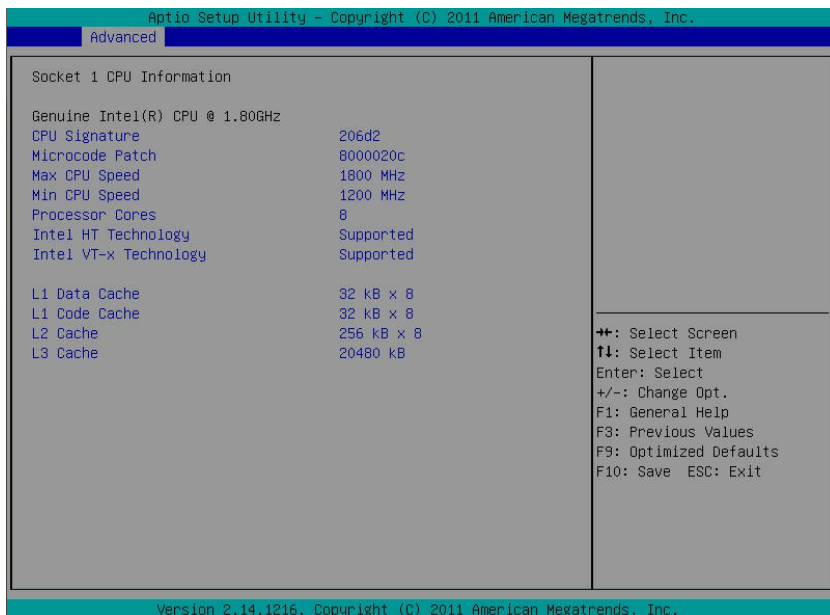 Aptio Setup Utility – Copyright (C) 2011 American Megatrends, Inc.
Advanced
Socket 1 CPU Information
Genuine Intel(R) CPU @ 1.80GHz
CPU Signature 206d2
Microcode Patch 8000020c
Max CPU Speed 1800 MHz
Min CPU Speed 1200 MHz
Processor Cores 8
Intel HT Technology Supported
Intel VT-x Technology Supported
L1 Data Cache 32 kB x 8
L1 Code Cache 32 kB x 8
L2 Cache 256 kB x 8
L3 Cache 20480 kB
→←: Select Screen
↑↓: Select Item
Enter: Select
+/-: Change Opt.
F1: General Help
F3: Previous Values
F9: Optimized Defaults
F10: Save ESC: Exit
Version 2.14.1216. Copyright (C) 2011 American Megatrends, Inc.